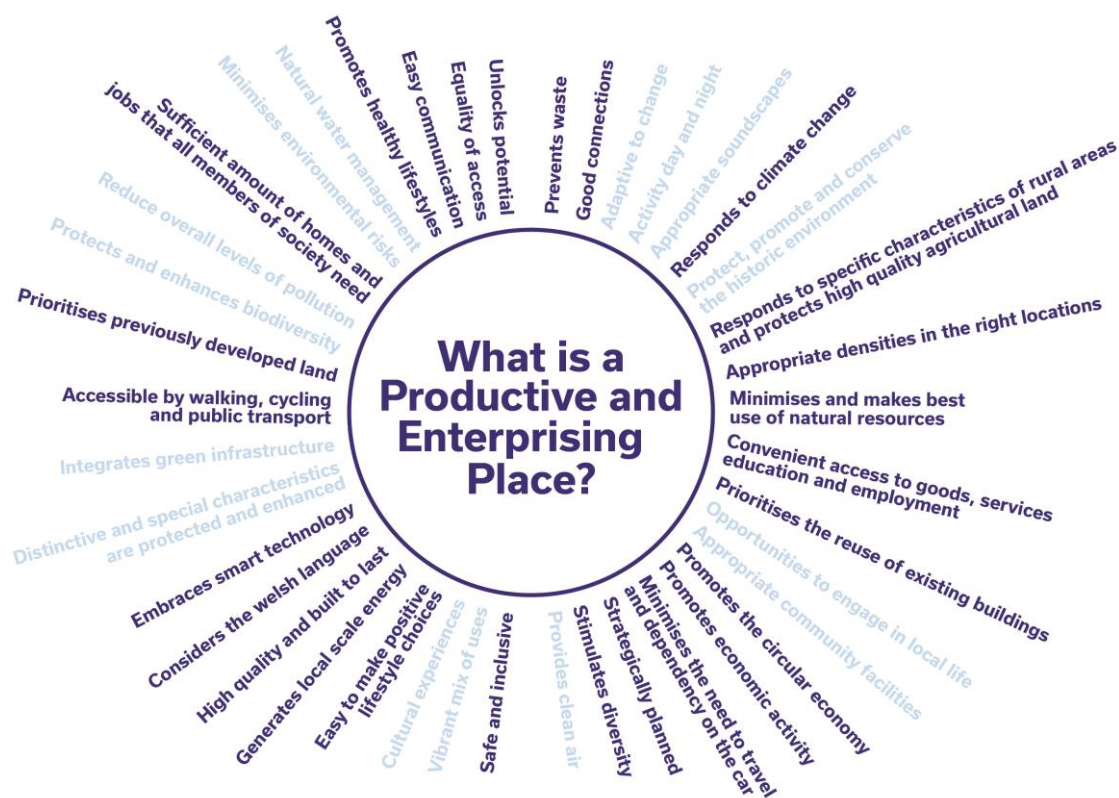 What is a
Productive and
Enterprising
Place?
Prevents waste
Good connections
Adaptive to change
Activity day and night
Appropriate soundscapes
Responds to climate change
Protect, promote and conserve
the historic environment
Responds to specific characteristics of rural areas
and protects high quality agricultural land
Appropriate densities in the right locations
Minimises and makes best
use of natural resources
Convenient access to goods, services
education and employment
Prioritises the reuse of existing buildings
Opportunities to engage in local life
Appropriate community facilities
Promotes the circular economy
Promotes economic activity
Minimises the need to travel
and dependency on the car
Strategically planned
Stimulates diversity
Provides clean air
Safe and inclusive
Vibrant mix of uses
Cultural experiences
Easy to make positive
lifestyle choices
Generates local scale energy
High quality and built to last
Considers the welsh language
Embraces smart technology
Distinctive and special characteristics
are protected and enhanced
Integrates green infrastructure
Accessible by walking, cycling
and public transport
Prioritises previously developed land
Protects and enhances biodiversity
Reduce overall levels of pollution
Sufficient amount of homes and
jobs that all members of society need
Minimises environmental risks
Natural water management
Promotes healthy lifestyles
Easy communication
Equality of access
Unlocks potential